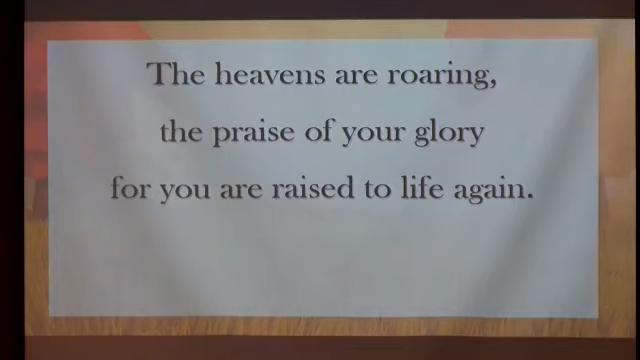 The heavens are roaring,
the praise of your glory
for you are raised to life again.